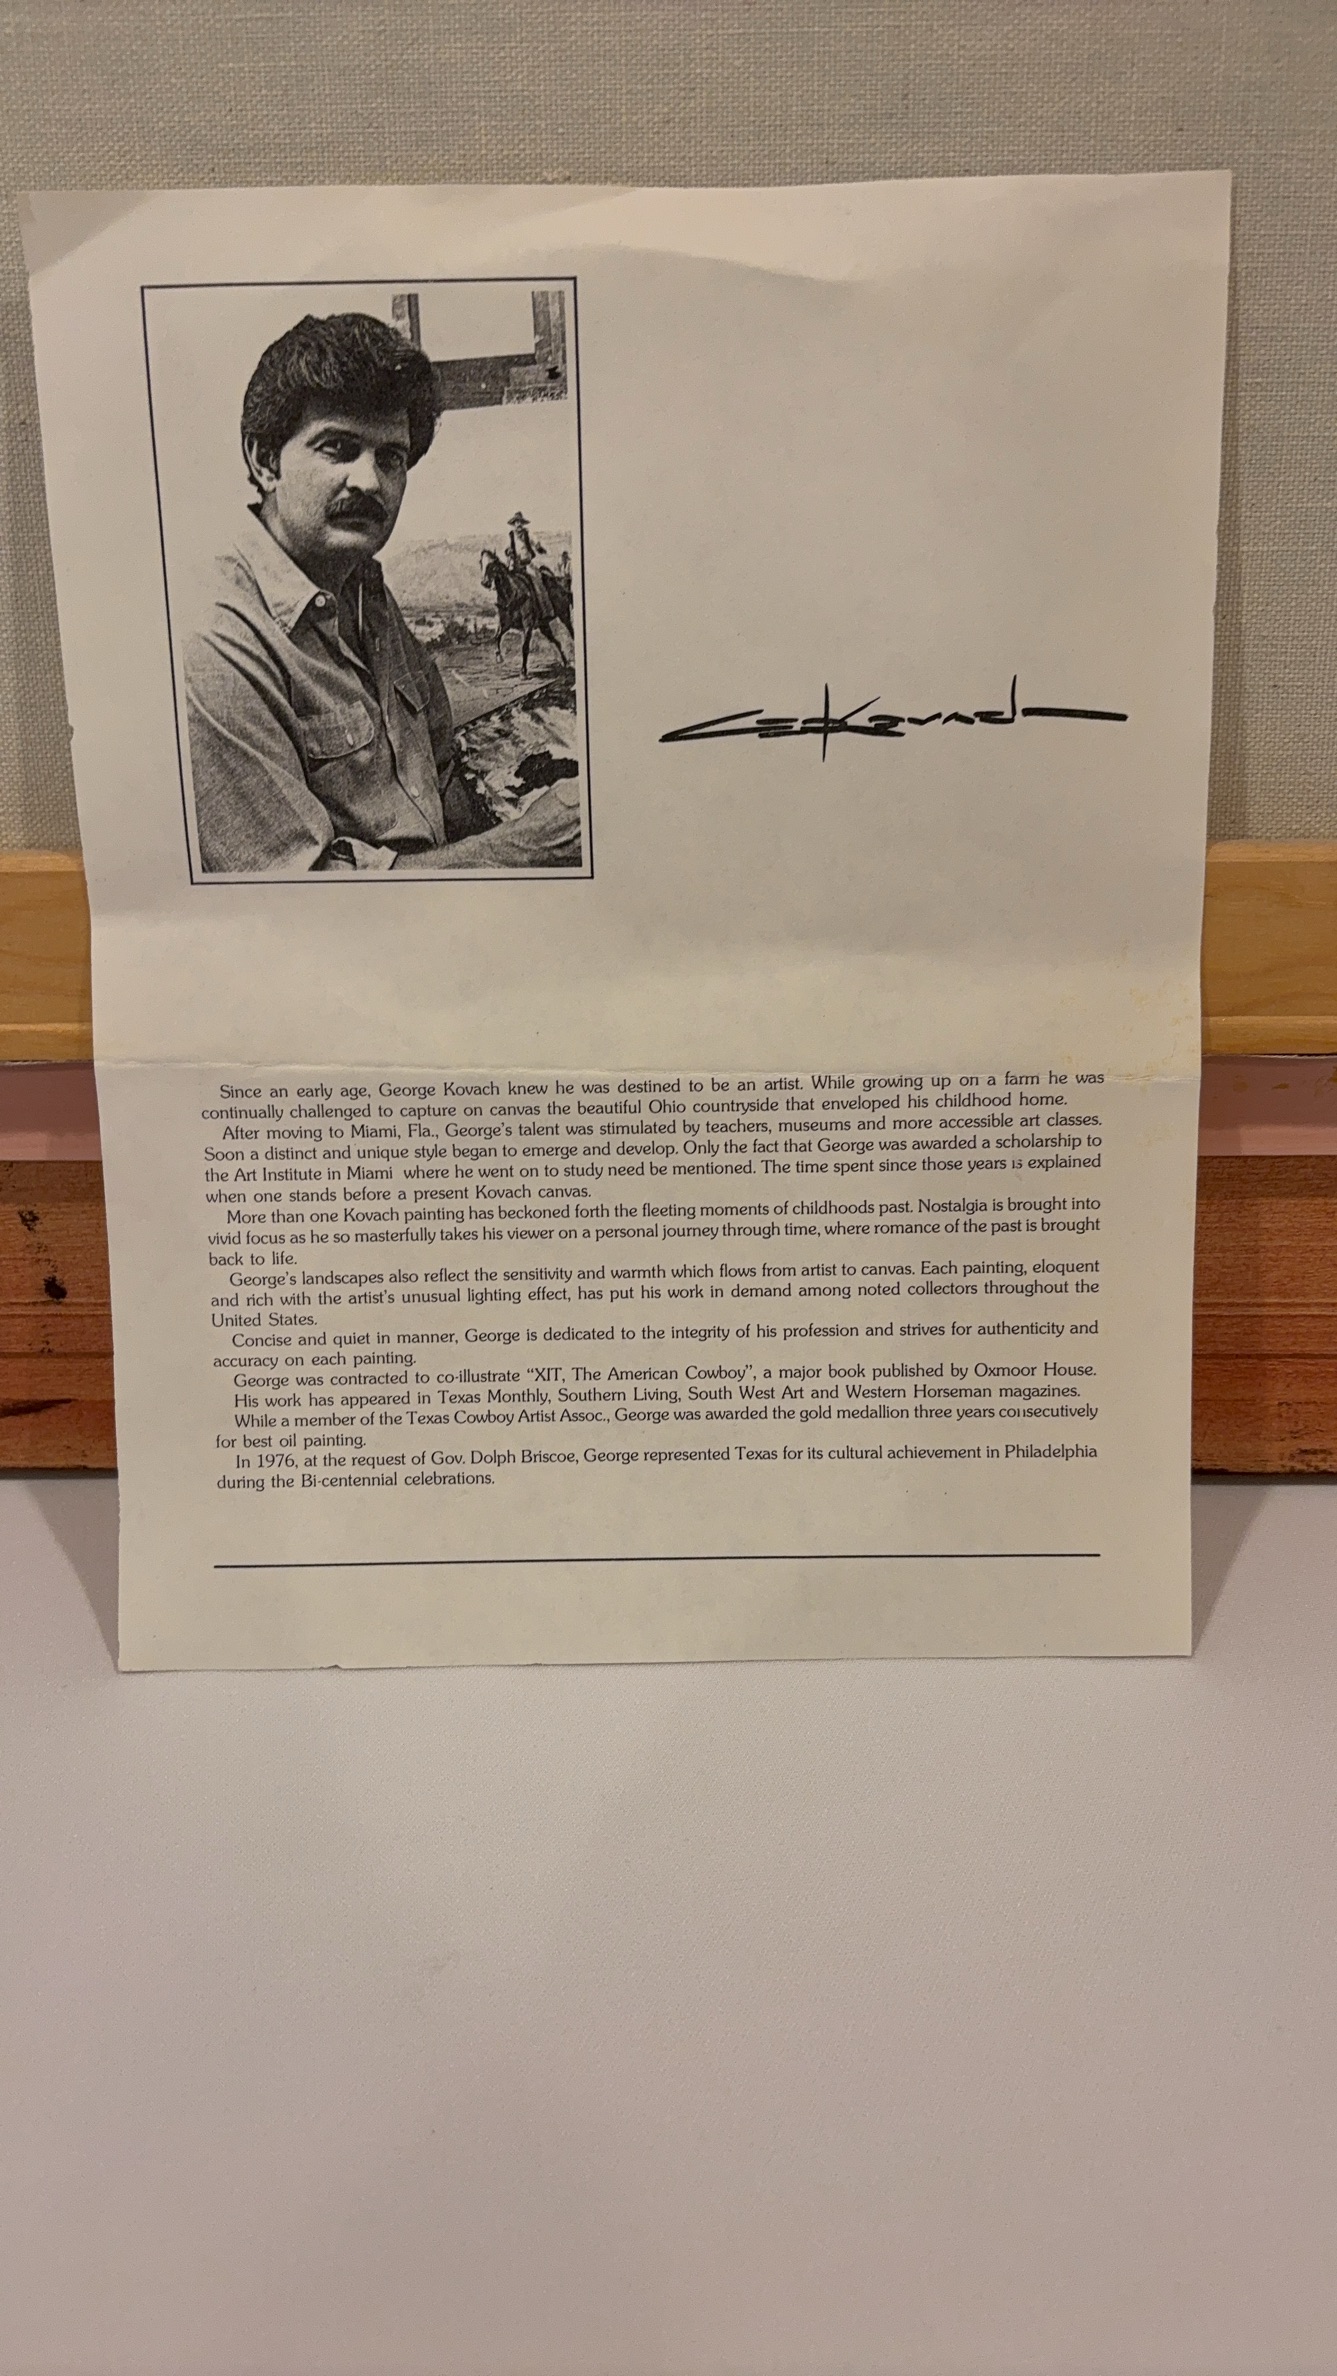 GeoKovach
Since an early age, George Kovach knew he was destined to be an artist. While growing up on a farm he was
continually challenged to capture on canvas the beautiful Ohio countryside that enveloped his childhood home.
After moving to Miami, Fla., George's talent was stimulated by teachers, museums and more accessible art classes.
Soon a distinct and unique style began to emerge and develop. Only the fact that George was awarded a scholarship to
the Art Institute in Miami where he went on to study need be mentioned. The time spent since those years is explained
when one stands before a present Kovach canvas.
More than one Kovach painting has beckoned forth the fleeting moments of childhoods past. Nostalgia is brought into
vivid focus as he so masterfully takes his viewer on a personal journey through time, where romance of the past is brought
back to life.
George's landscapes also reflect the sensitivity and warmth which flows from artist to canvas. Each painting, eloquent
and rich with the artist's unusual lighting effect, has put his work in demand among noted collectors throughout the
United States.
Concise and quiet in manner, George is dedicated to the integrity of his profession and strives for authenticity and
accuracy on each painting.
George was contracted to co-illustrate “XIT, The American Cowboy”, a major book published by Oxmoor House.
His work has appeared in Texas Monthly, Southern Living, South West Art and Western Horseman magazines.
While a member of the Texas Cowboy Artist Assoc., George was awarded the gold medallion three years consecutively
for best oil painting.
In 1976, at the request of Gov. Dolph Briscoe, George represented Texas for its cultural achievement in Philadelphia
during the Bi-centennial celebrations.